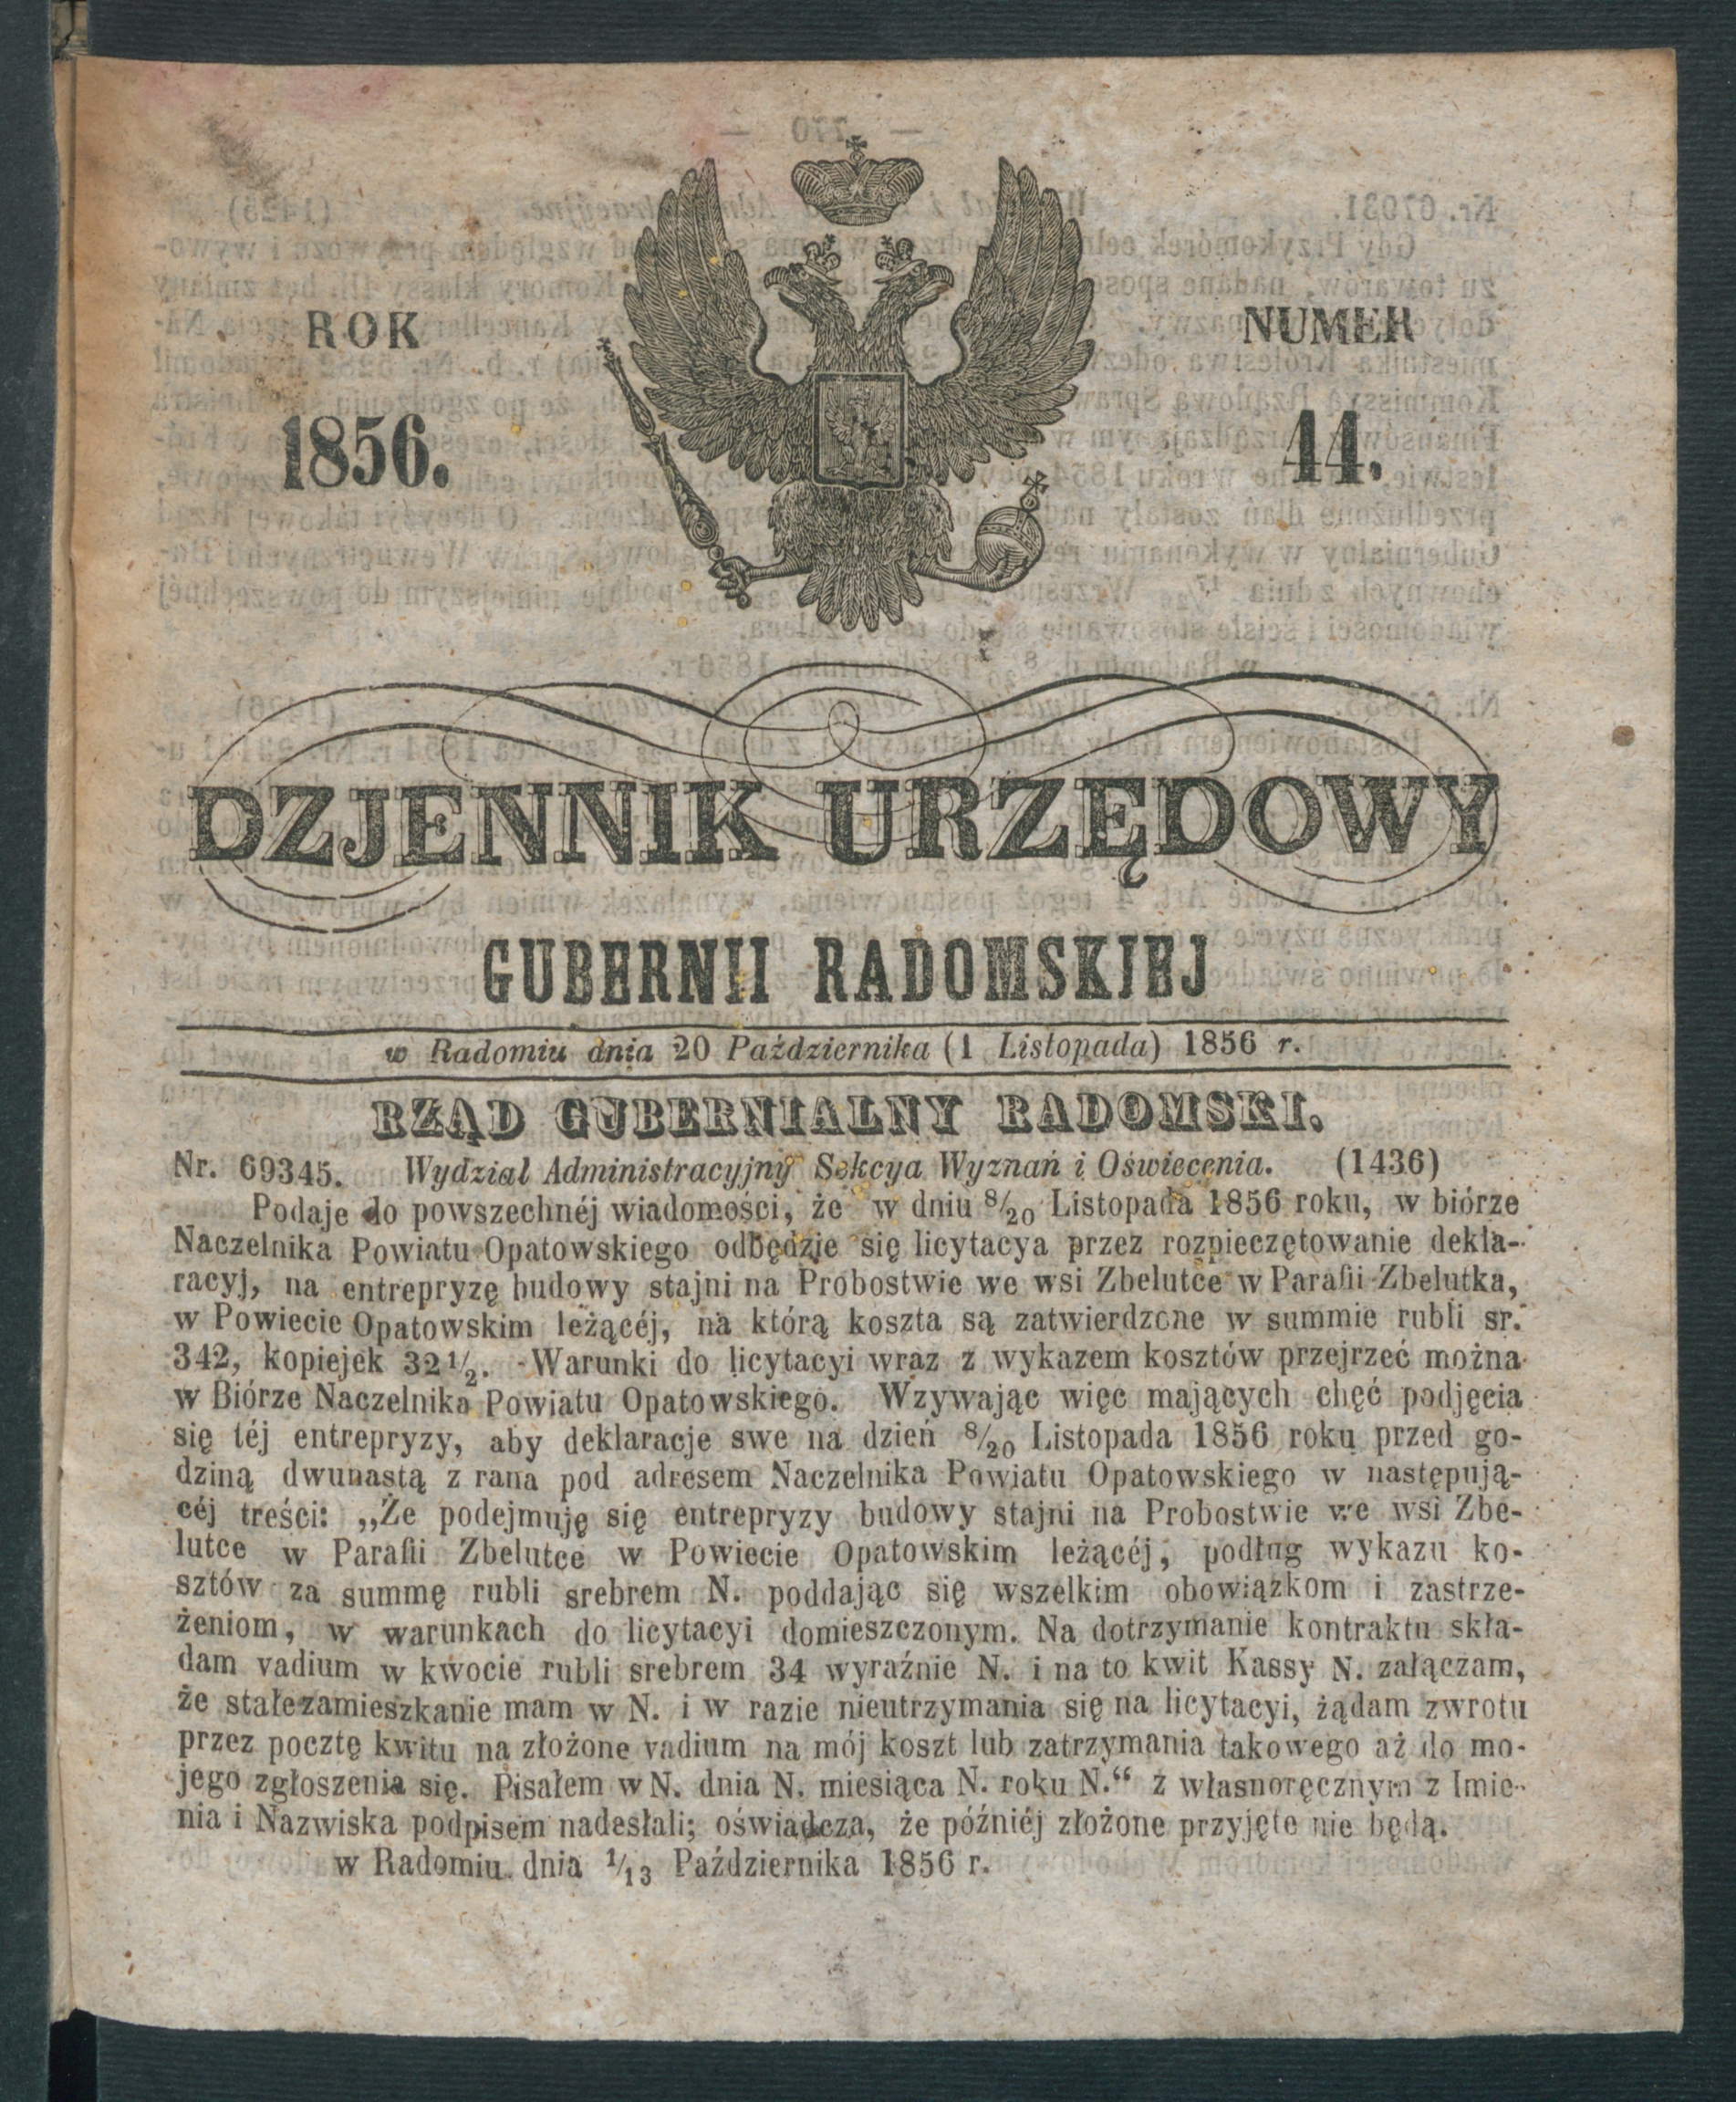 ROK
1856.
NUMER
44.
DZJENNIK URZĘDOWY
GUBERNII RADOMSKJEJ
w Radomiu dnia 20 Października (1 Listopada) 1856 r.
RZĄD GUBERNIALNY RADOMSKI.
Nr. 69345. Wydział Administracyjny Sekcya Wyznań i Oświecenia. (1436)
Podaje do powszechnéj wiadomości, że w dniu 8/20 Listopada 1856 roku, w biórze
Naczelnika Powiatu Opatowskiego odbędzie się licytacya przez rozpieczętowanie dekla-
racyj, na entrepryzę budowy stajni na Probostwie we wsi Zbelutce w Parafii Zbelutka,
w Powiecie Opatowskim leżącéj, na którą koszta są zatwierdzone w summie rubli sr.
342, kopiejek 32 1/2. Warunki do licytacyi wraz z wykazem kosztów przejrzeć można
w Biórze Naczelnika Powiatu Opatowskiego. Wzywając więc mających chęć podjęcia
się téj entrepryzy, aby deklaracje swe na dzień 8/20 Listopada 1856 roku przed go-
dziną dwunastą z rana pod adresem Naczelnika Powiatu Opatowskiego w następują-
céj treści: „Że podejmuję się entrepryzy budowy stajni na Probostwie we wsi Zbe-
lutce w Parafii Zbelutce w Powiecie Opatowskim leżącéj, podług wykazu ko-
sztów za summę rubli srebrem N. poddając się wszelkim obowiązkom i zastrze-
żeniom, w warunkach do licytacyi domieszczonym. Na dotrzymanie kontraktu skła-
dam vadium w kwocie rubli srebrem 34 wyraźnie N. i na to kwit Kassy N. załączam,
że stałe zamieszkanie mam w N. i w razie nieutrzymania się na licytacyi, żądam zwrotu
przez pocztę kwitu na złożone vadium na mój koszt lub zatrzymania takowego aż do mo-
jego zgłoszenia się. Pisałem w N. dnia N. miesiąca N. roku N.“ z własnoręcznym z Imie-
nia i Nazwiska podpisem nadesłali; oświadcza, że późniéj złożone przyjęte nie będą.
w Radomiu dnia 1/13 Października 1856 r.